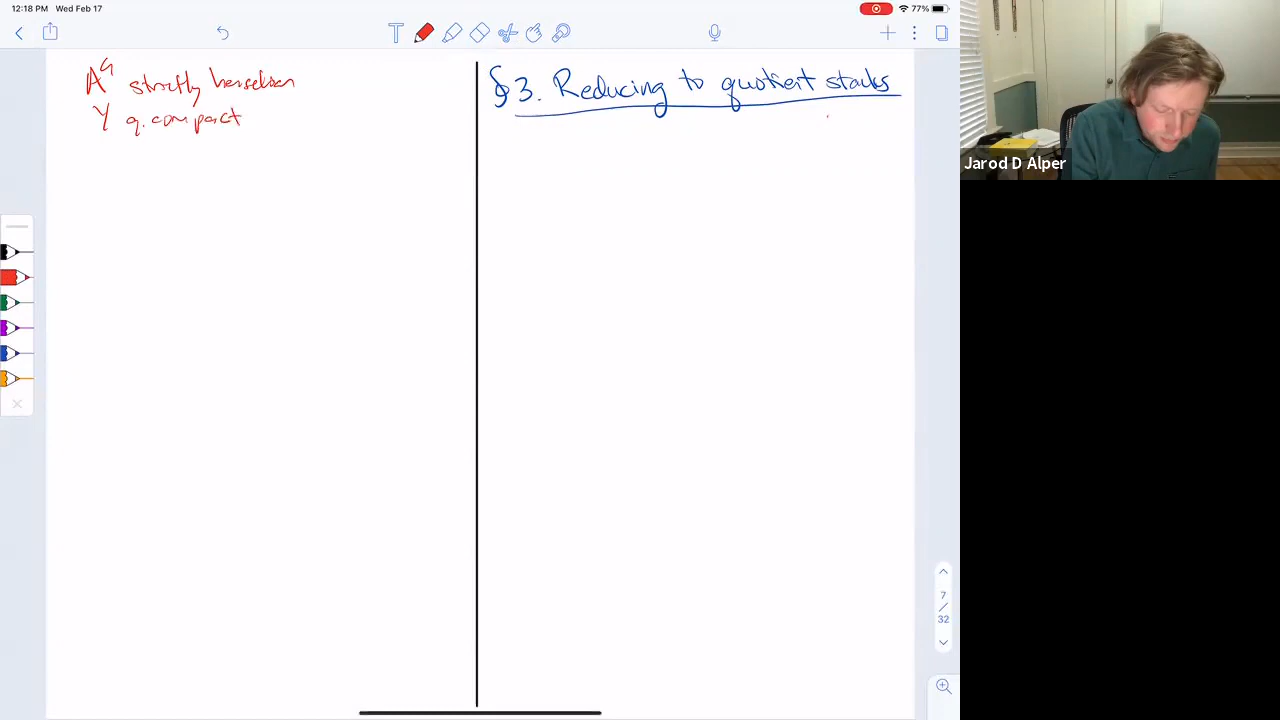 12:18 PM Wed Feb 17
77%
A^G strictly henselian
Y q. compact
§ 3. Reducing to quotient stacks
Jarod D Alper
7
/
32